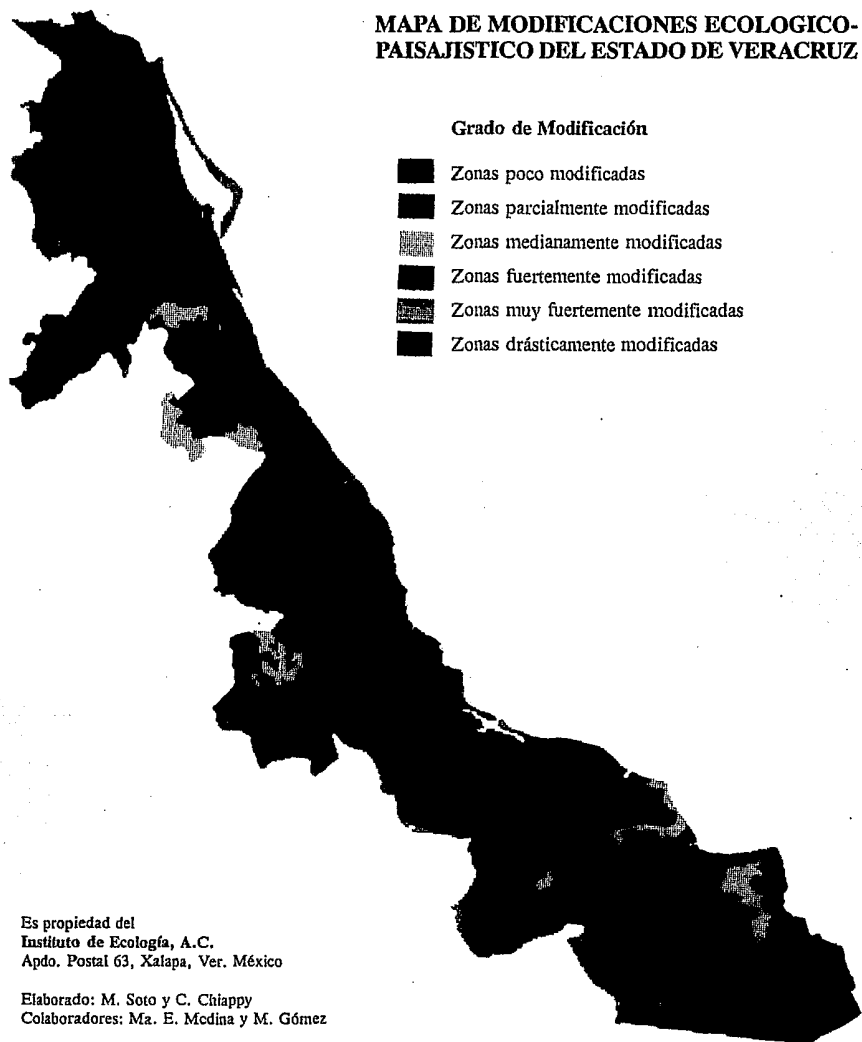 MAPA DE MODIFICACIONES ECOLOGICO-
PAISAJISTICO DEL ESTADO DE VERACRUZ
Grado de Modificación
Zonas poco modificadas
Zonas parcialmente modificadas
Zonas medianamente modificadas
Zonas fuertemente modificadas
Zonas muy fuertemente modificadas
Zonas drásticamente modificadas
Es propiedad del
Instituto de Ecología, A.C.
Apdo. Postal 63, Xalapa, Ver. México
Elaborado: M. Soto y C. Chiappy
Colaboradores: Ma. E. Medina y M. Gómez